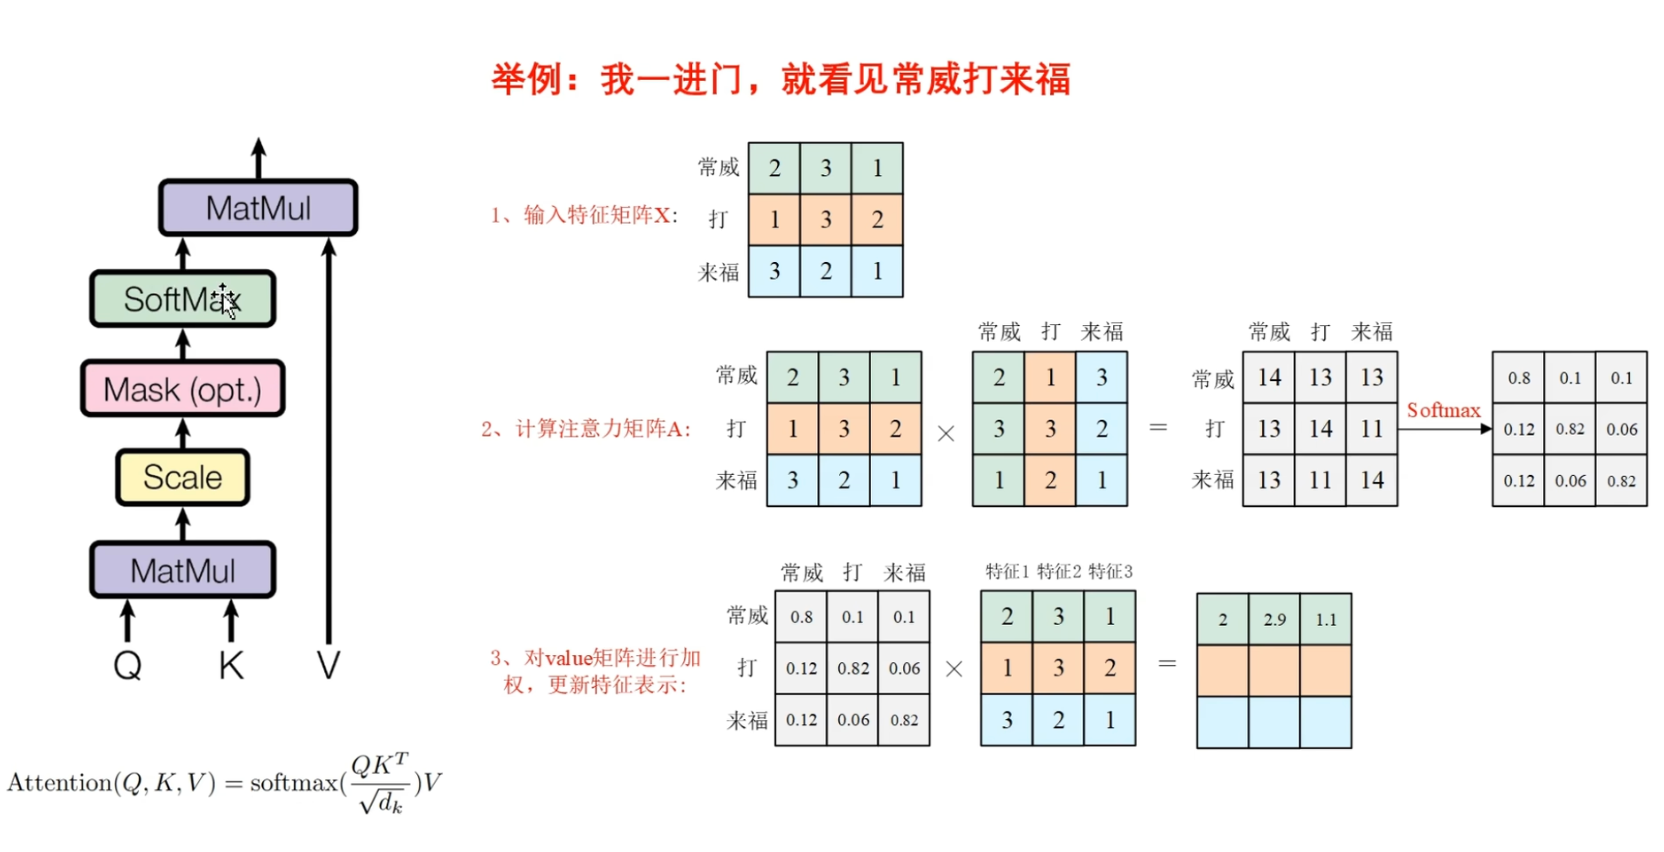 举例：我一进门，就看见常威打来福
MatMul
SoftMax
Mask (opt.)
Scale
MatMul
Q K V
Attention(Q, K, V) = softmax(QK^T/√d_k)V
1、输入特征矩阵X:
常威 2 3 1
打 1 3 2
来福 3 2 1
2、计算注意力矩阵A:
常威 2 3 1
打 1 3 2
来福 3 2 1
×
常威 打 来福
2 1 3
3 3 2
1 2 1
=
常威 打 来福
常威 14 13 13
打 13 14 11
来福 13 11 14
Softmax
0.8 0.1 0.1
0.12 0.82 0.06
0.12 0.06 0.82
3、对value矩阵进行加
权，更新特征表示:
常威 打 来福
常威 0.8 0.1 0.1
打 0.12 0.82 0.06
来福 0.12 0.06 0.82
×
特征1 特征2 特征3
2 3 1
1 3 2
3 2 1
=
2 2.9 1.1